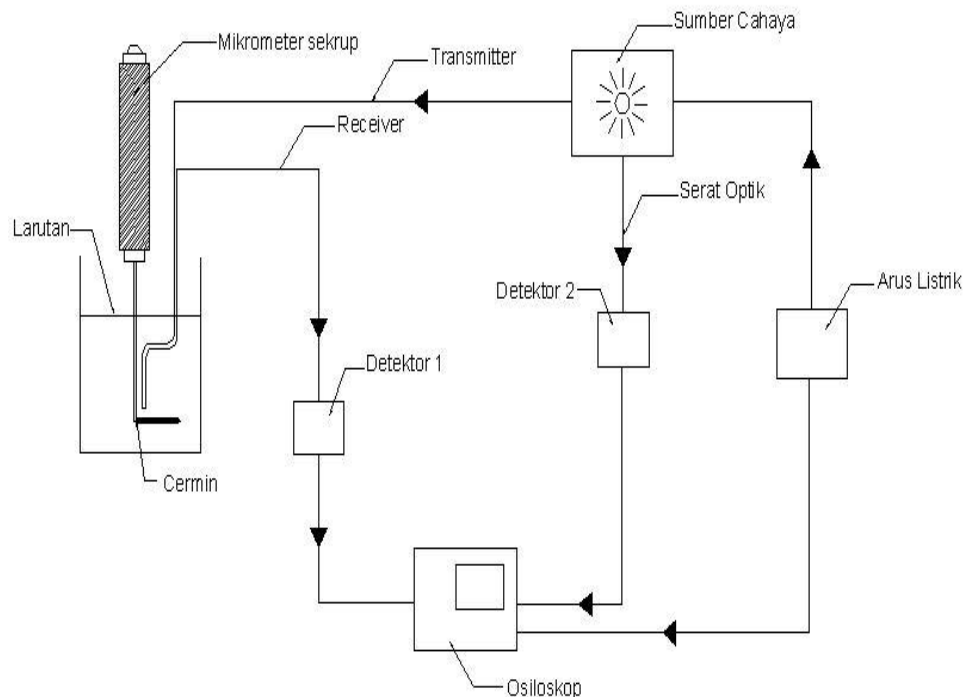 Sumber Cahaya
Mikrometer sekrup
Transmitter
Receiver
Serat Optik
Larutan
Detektor 2
Arus Listrik
Detektor 1
Cermin
Osiloskop